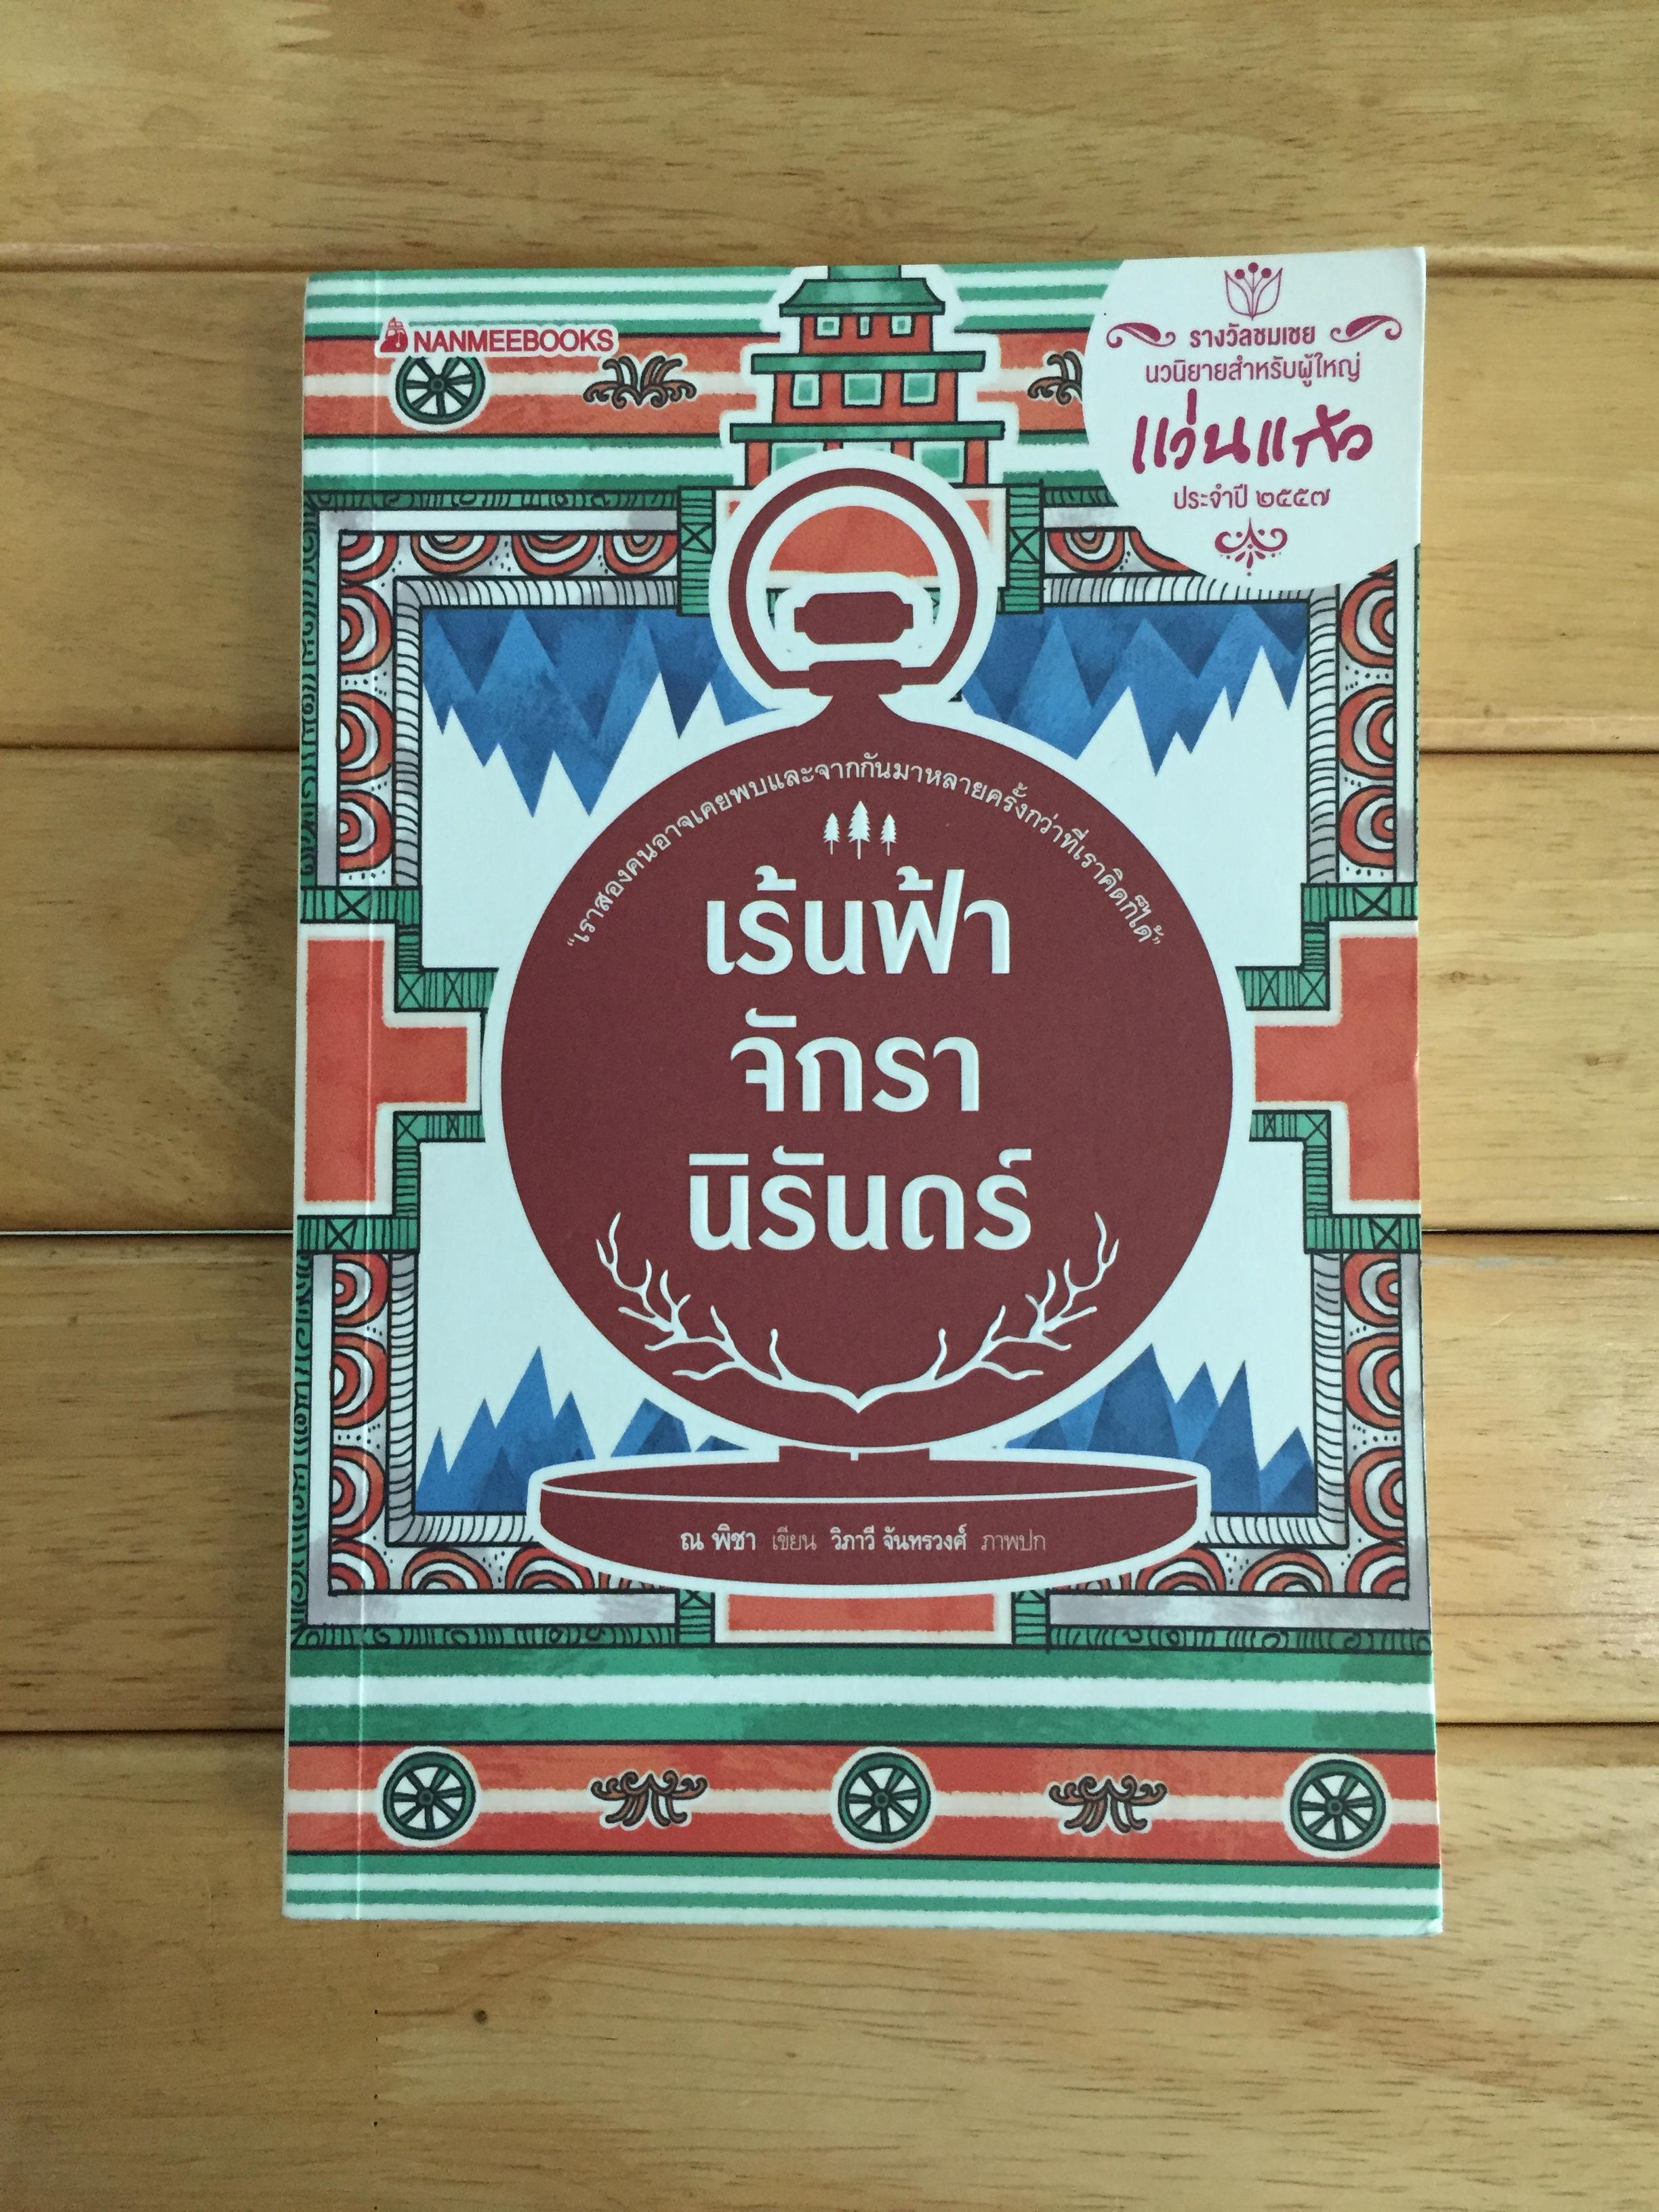 NANMEEBOOKS
รางวัลชมเชย
นวนิยายสำหรับผู้ใหญ่
แว่นแก้ว
ประจำปี ๒๕๕๗
“เราสองคนอาจเคยพบและจากกันมาหลายครั้งกว่าที่เราคิดก็ได้”
เร้นฟ้า
จักรา
นิรันดร์
ณ พิชา เขียน วิภาวี จันทรวงศ์ ภาพปก